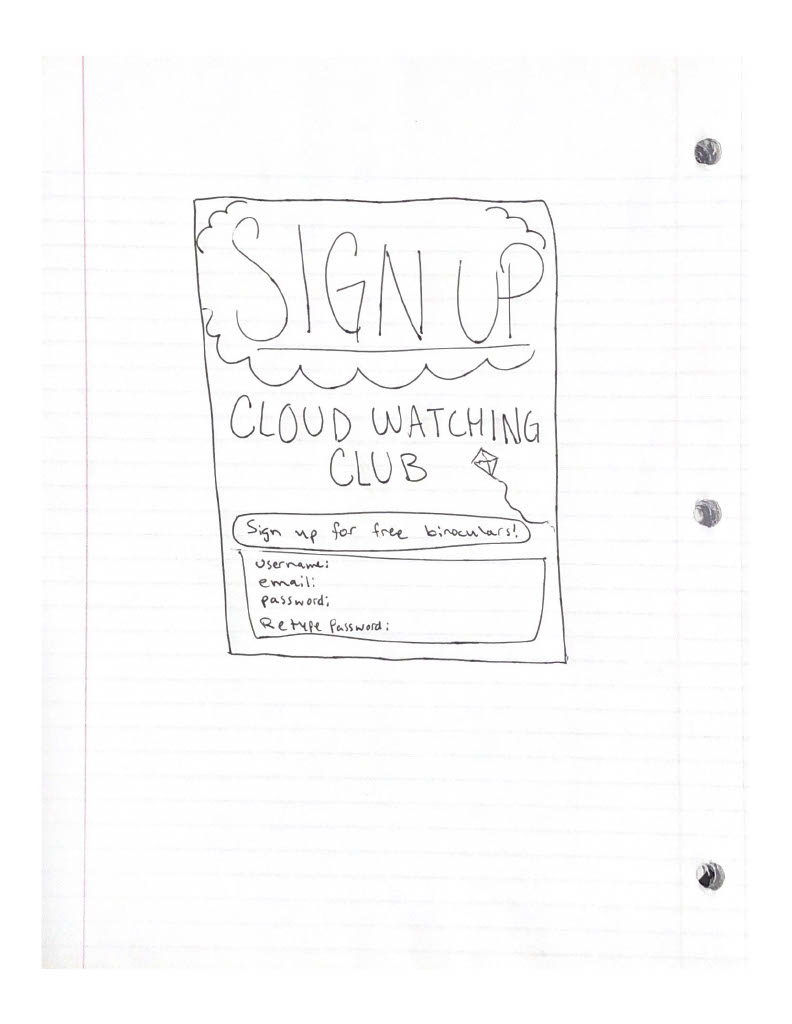 SIGN UP
CLOUD WATCHING
CLUB
Sign up for free binoculars!
username:
email:
password:
Retype Password: